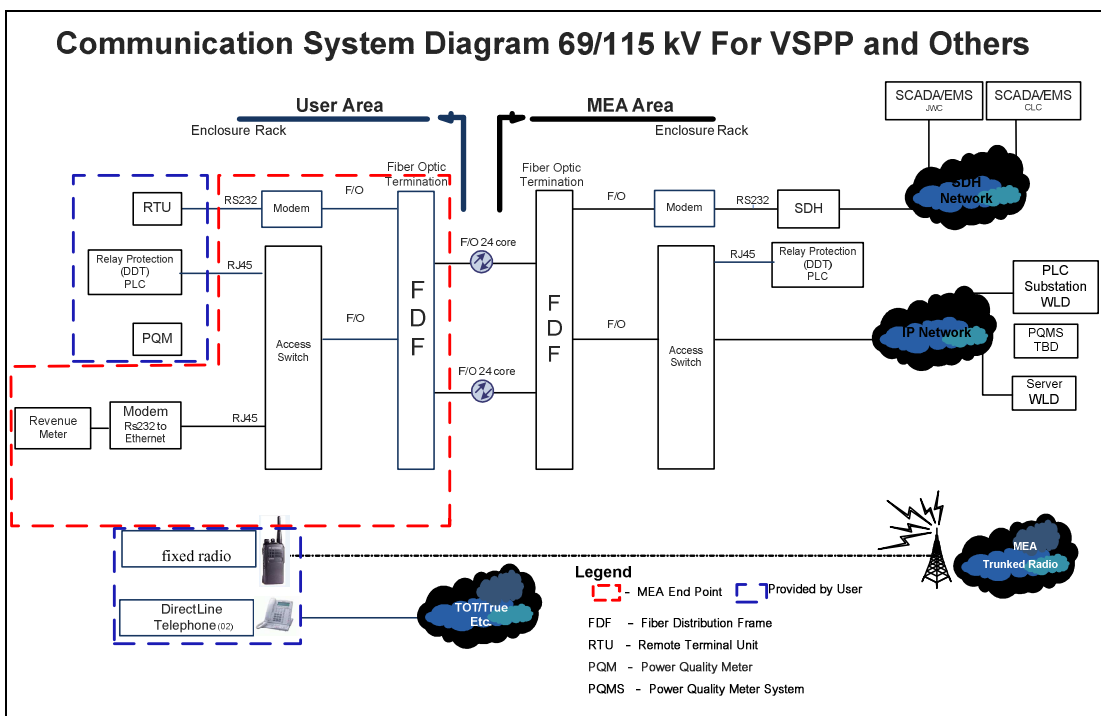 Communication System Diagram 69/115 kV For VSPP and Others
User Area
Enclosure Rack
MEA Area
Enclosure Rack
SCADA/EMS
JWC
SCADA/EMS
CLC
SDH
Network
Fiber Optic
Termination
Fiber Optic
Termination
RTU
RS232
Modem
F/O
F/O
Modem
RS232
SDH
Relay Protection
(DDT)
PLC
RJ45
F/O 24 core
RJ45
Relay Protection
(DDT)
PLC
PLC
Substation
WLD
PQM
Access
Switch
F/O
F
D
F
F
D
F
F/O
Access
Switch
IP Network
PQMS
TBD
F/O 24 core
Server
WLD
Revenue
Meter
Modem
Rs232 to
Ethernet
RJ45
fixed radio
MEA
Trunked Radio
DirectLine
Telephone (02)
TOT/True
Etc.
Legend
- MEA End Point
- Provided by User
FDF – Fiber Distribution Frame
RTU – Remote Terminal Unit
PQM – Power Quality Meter
PQMS – Power Quality Meter System